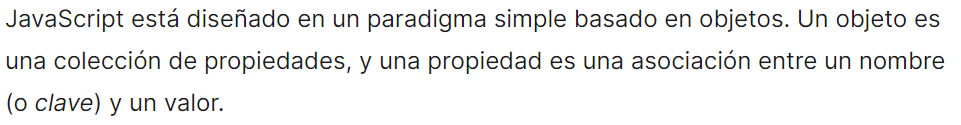 JavaScript está diseñado en un paradigma simple basado en objetos. Un objeto es
una colección de propiedades, y una propiedad es una asociación entre un nombre
(o clave) y un valor.